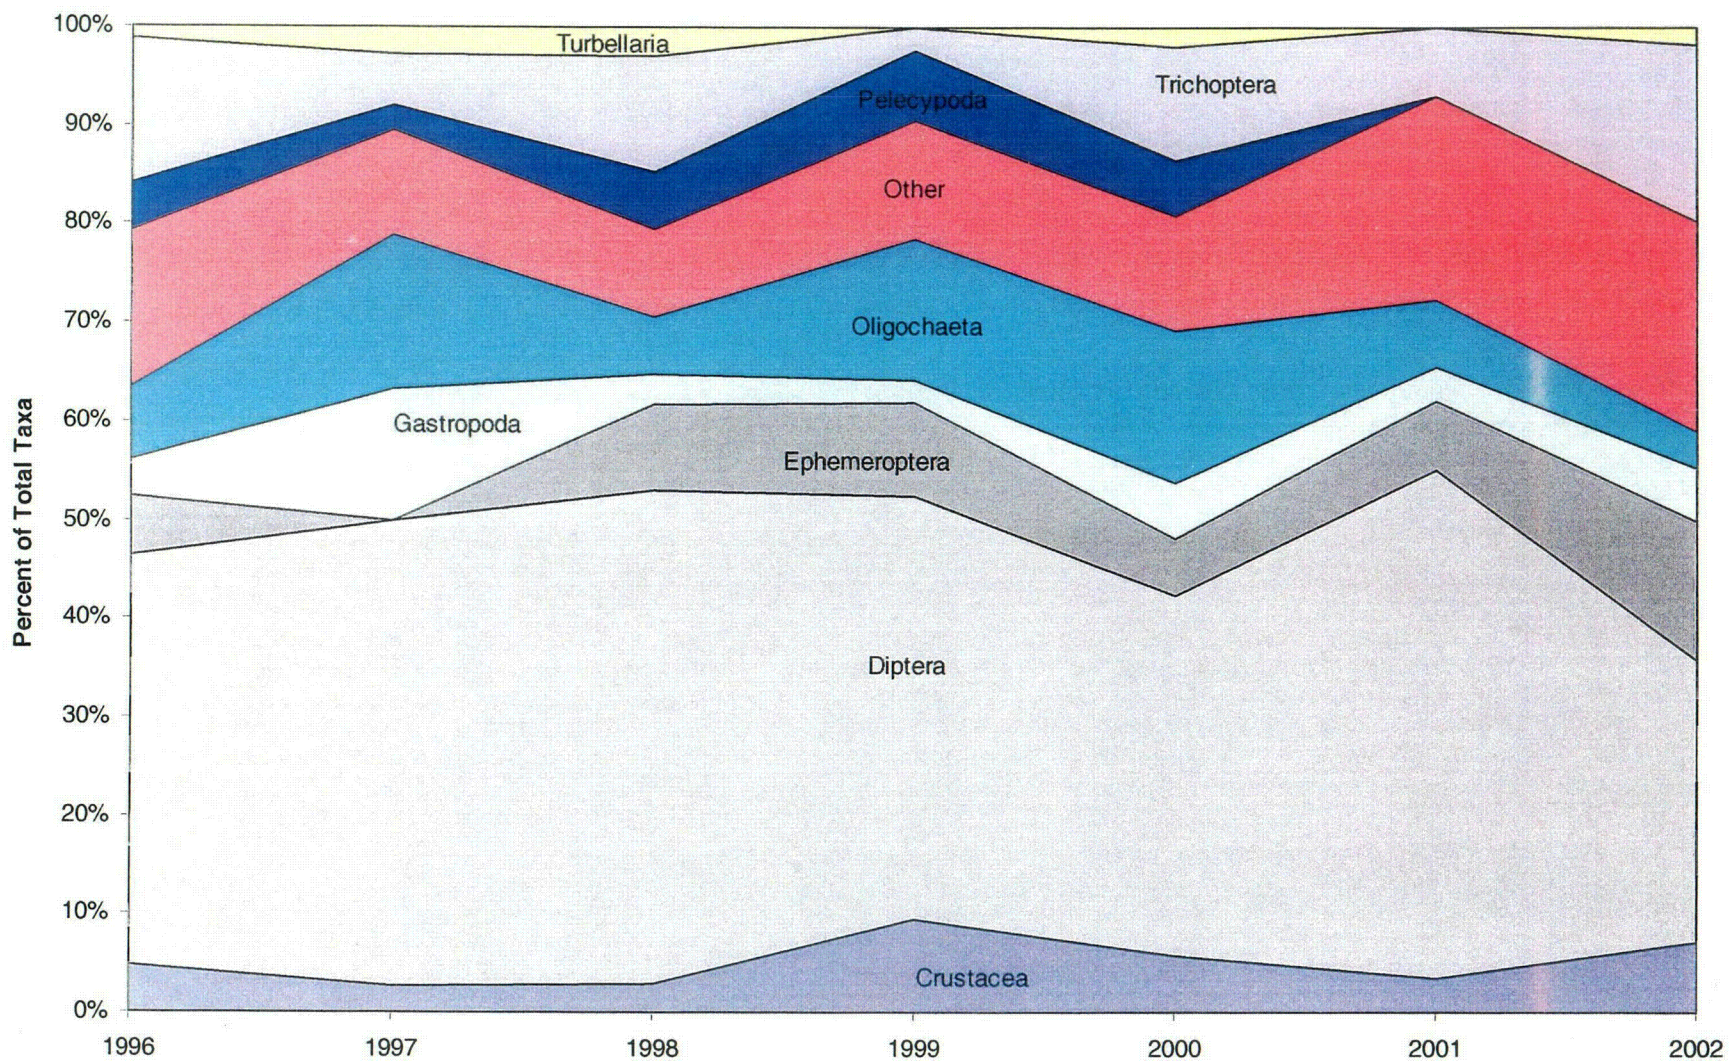 100%
90%
80%
70%
60%
50%
40%
30%
20%
10%
0%
Percent of Total Taxa
Turbellaria
Trichoptera
Pelecypoda
Other
Oligochaeta
Gastropoda
Ephemeroptera
Diptera
Crustacea
1996 1997 1998 1999 2000 2001 2002